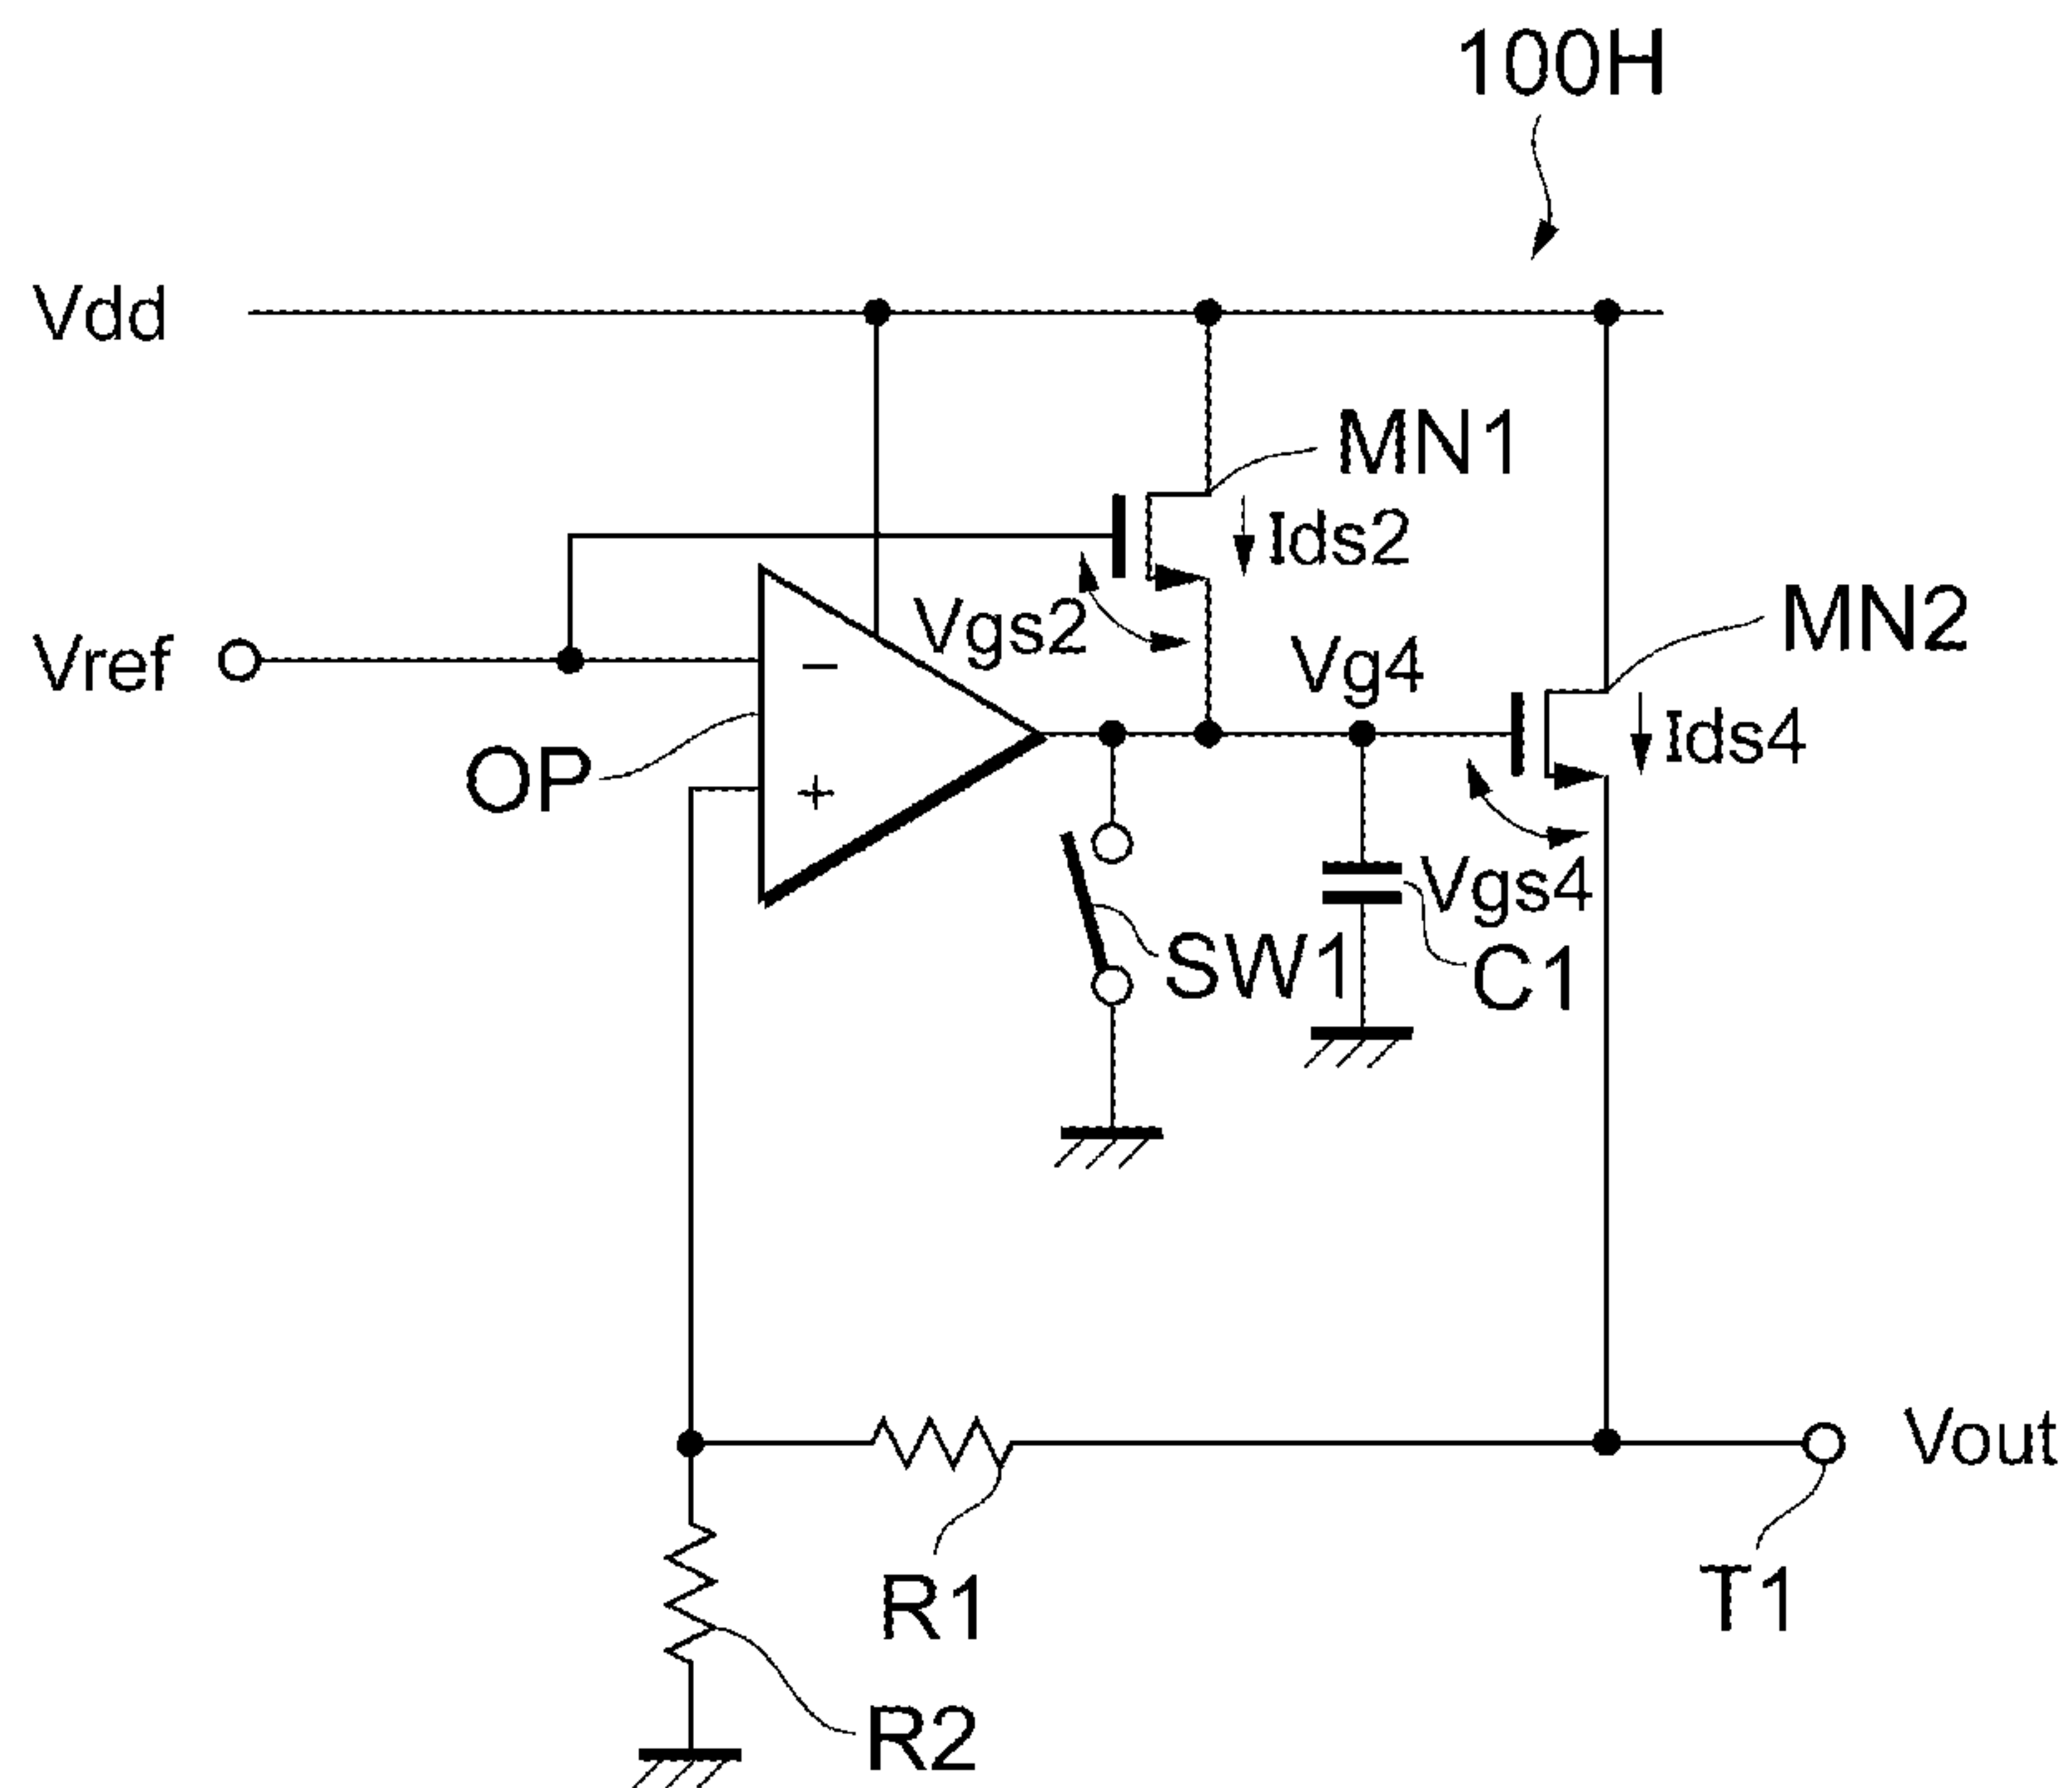 100H
Vdd
MN1
Ids2
MN2
Vgs2
Vref
Vg4
−
Ids4
OP
+
Vgs4
SW1
C1
Vout
R1
T1
R2